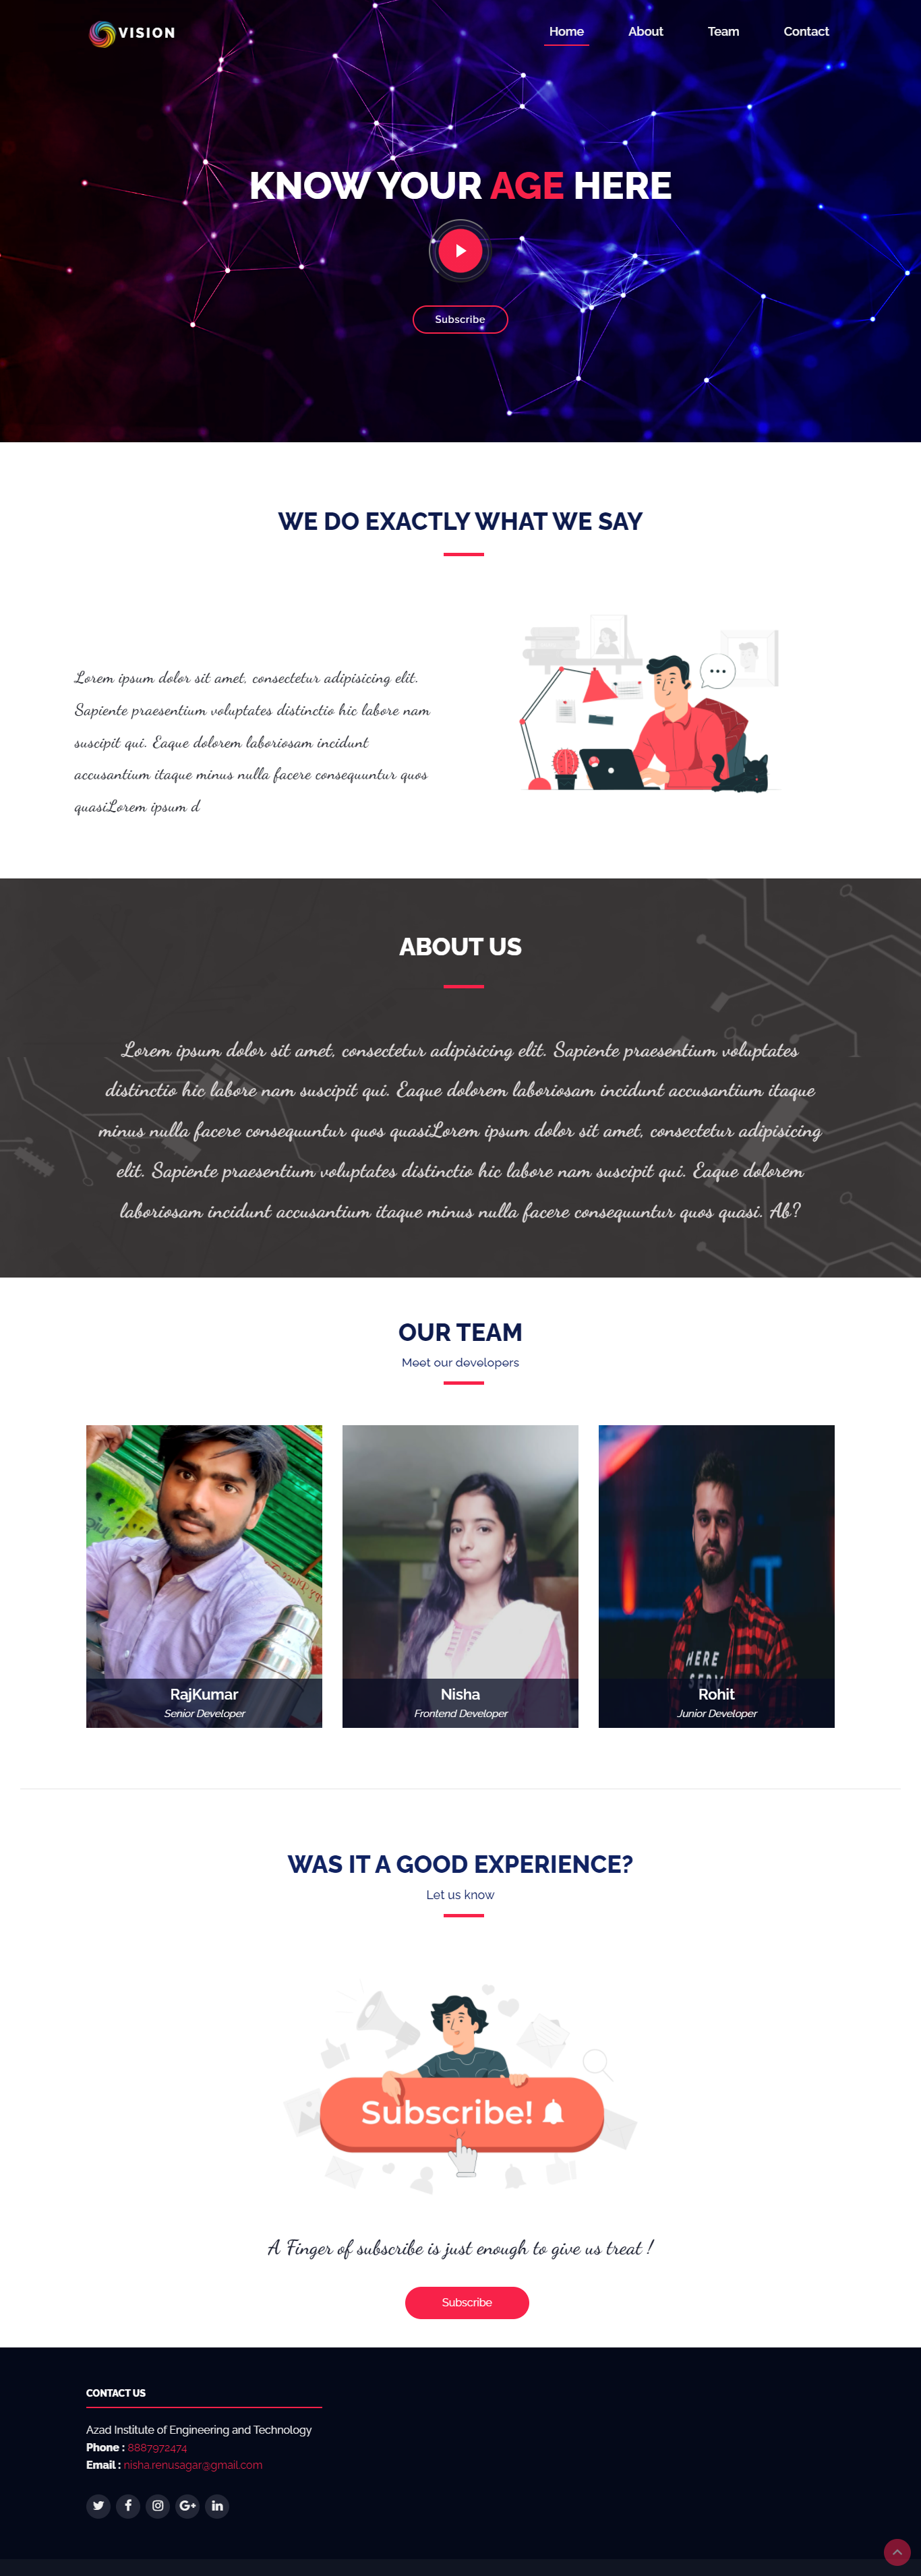 VISION
Home
About
Team
Contact
KNOW YOUR AGE HERE
Subscribe
WE DO EXACTLY WHAT WE SAY
Lorem ipsum dolor sit amet, consectetur adipisicing elit.
Sapiente praesentium voluptates distinctio hic labore nam
suscipit qui. Eaque dolorem laboriosam incidunt
accusantium itaque minus nulla facere consequuntur quos
quasiLorem ipsum d
ABOUT US
Lorem ipsum dolor sit amet, consectetur adipisicing elit. Sapiente praesentium voluptates
distinctio hic labore nam suscipit qui. Eaque dolorem laboriosam incidunt accusantium itaque
minus nulla facere consequuntur quos quasiLorem ipsum dolor sit amet, consectetur adipisicing
elit. Sapiente praesentium voluptates distinctio hic labore nam suscipit qui. Eaque dolorem
laboriosam incidunt accusantium itaque minus nulla facere consequuntur quos quasi. Ab?
OUR TEAM
Meet our developers
HERE
SERV
RajKumar
Senior Developer
Nisha
Frontend Developer
Rohit
Junior Developer
WAS IT A GOOD EXPERIENCE?
Let us know
Subscribe!
A Finger of subscribe is just enough to give us treat !
Subscribe
CONTACT US
Azad Institute of Engineering and Technology
Phone : 8887972474
Email : nisha.renusagar@gmail.com